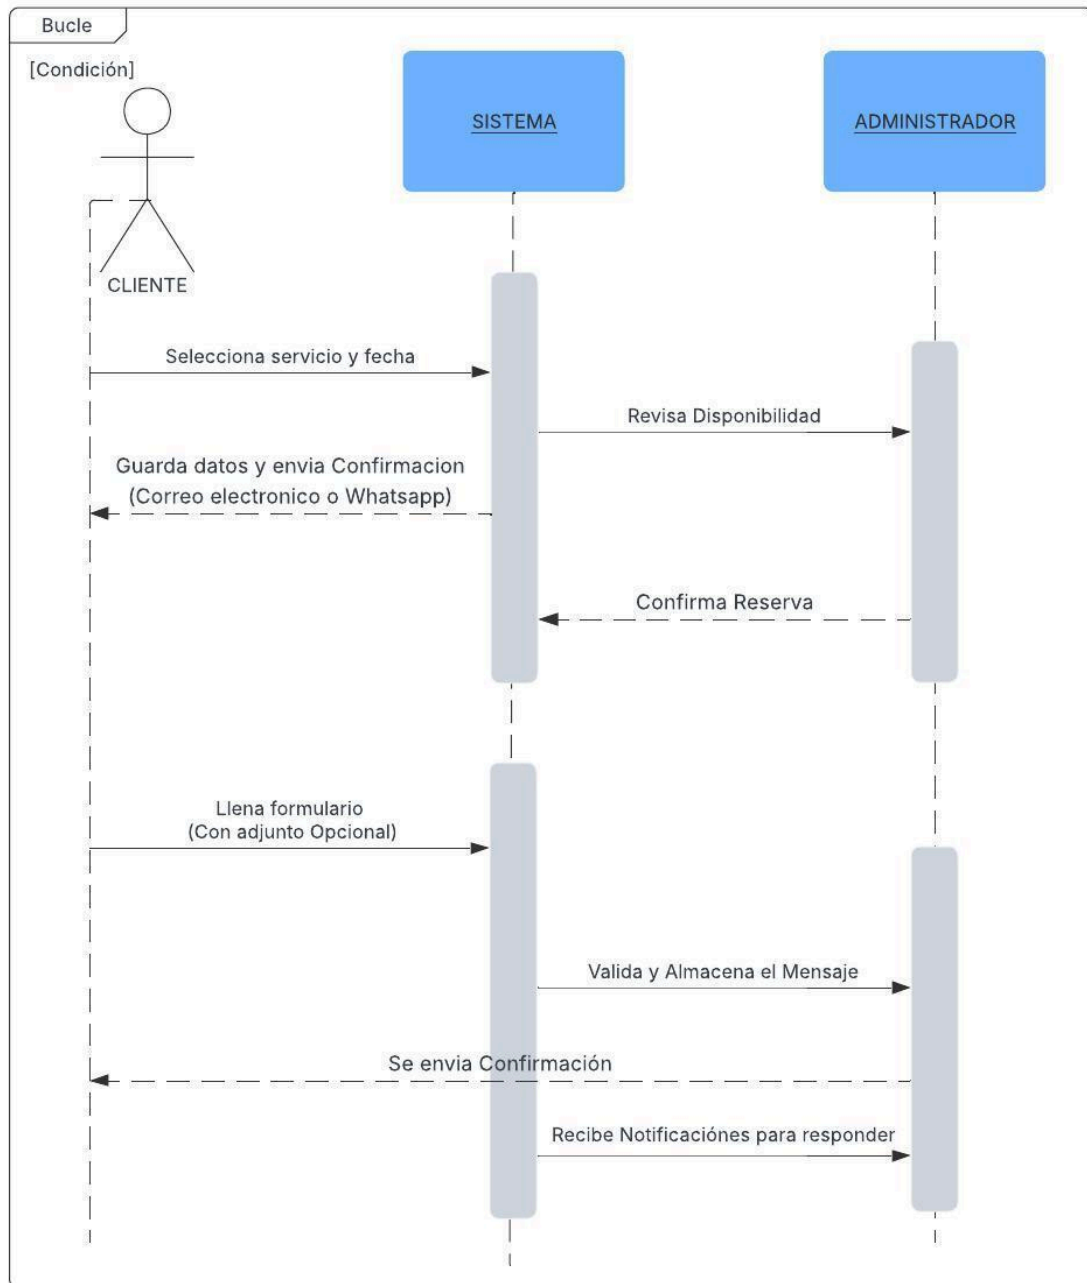 Bucle
[Condición]
SISTEMA
ADMINISTRADOR
CLIENTE
Selecciona servicio y fecha
Revisa Disponibilidad
Guarda datos y envia Confirmacion
(Correo electronico o Whatsapp)
Confirma Reserva
Llena formulario
(Con adjunto Opcional)
Valida y Almacena el Mensaje
Se envia Confirmación
Recibe Notificaciónes para responder